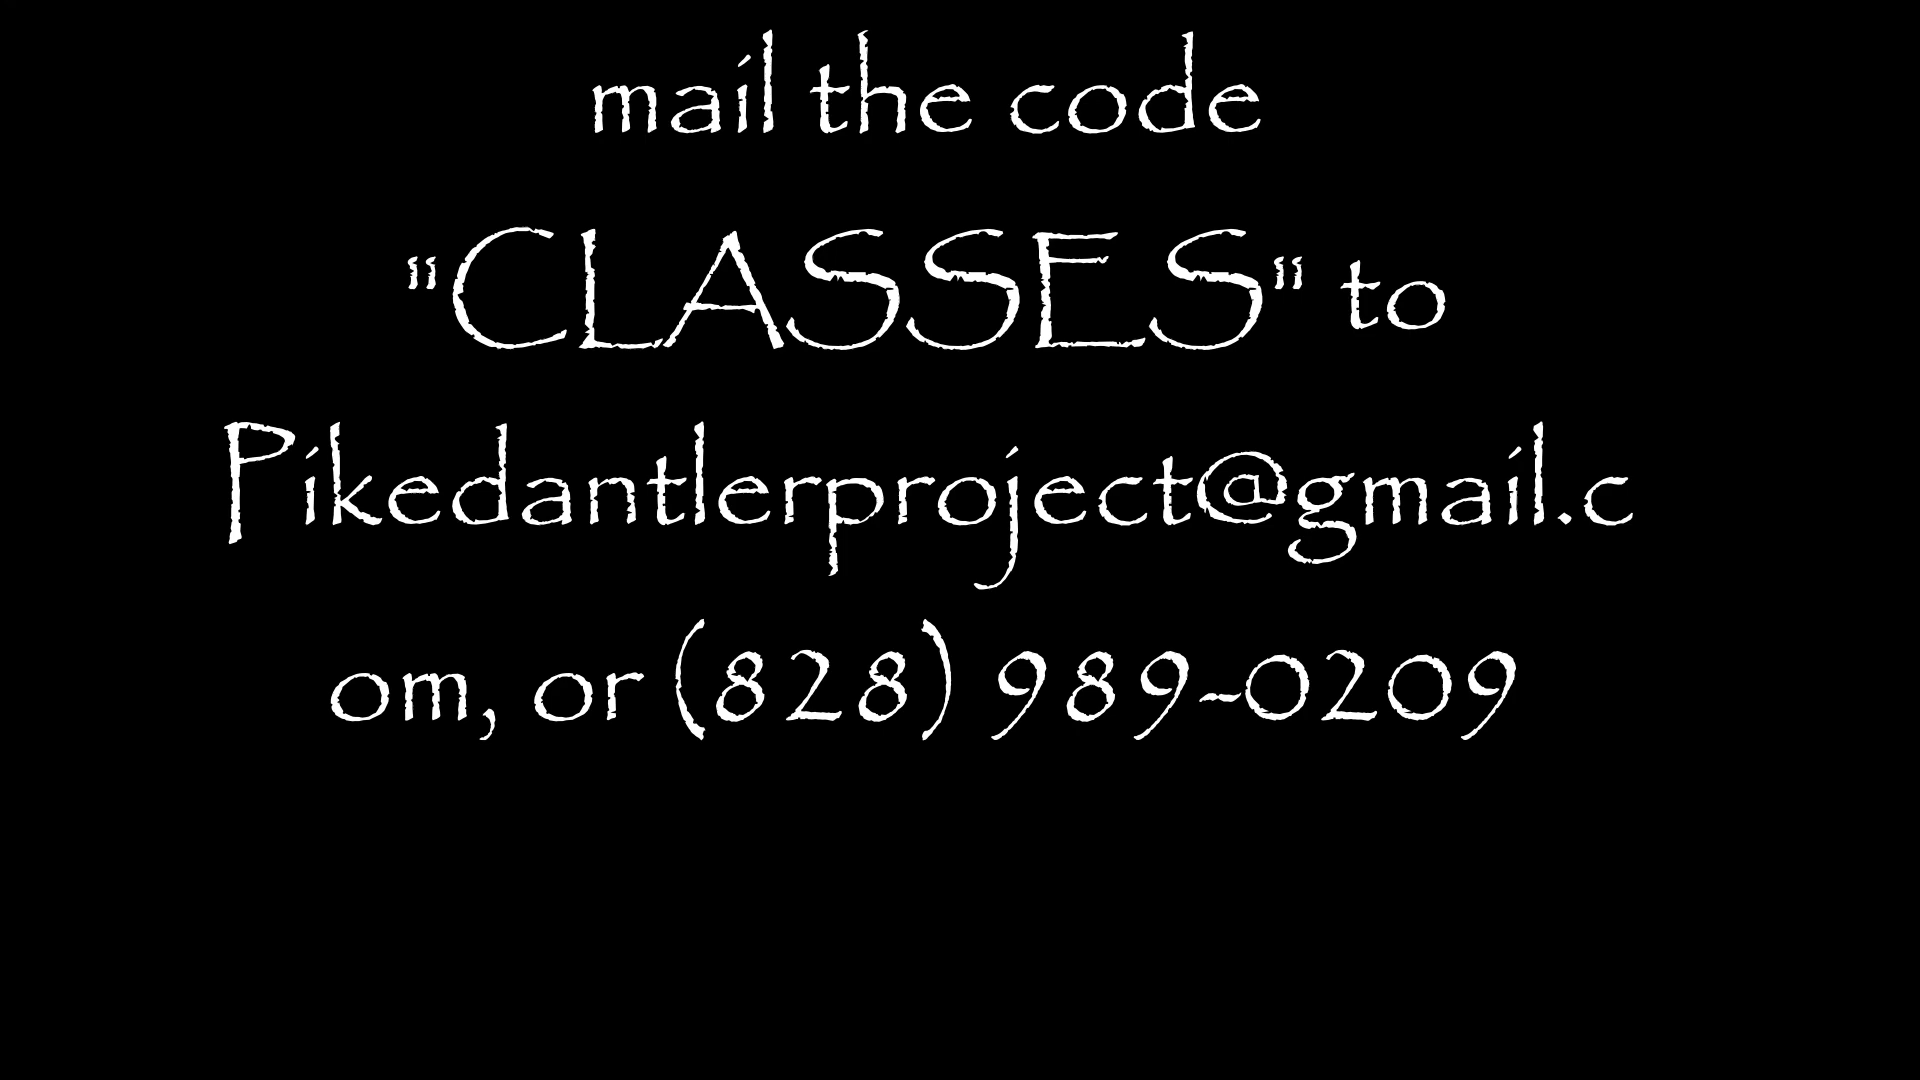 mail the code
"CLASSES" to
Pikedantlerproject@gmail.c
om, or (828) 989-0209